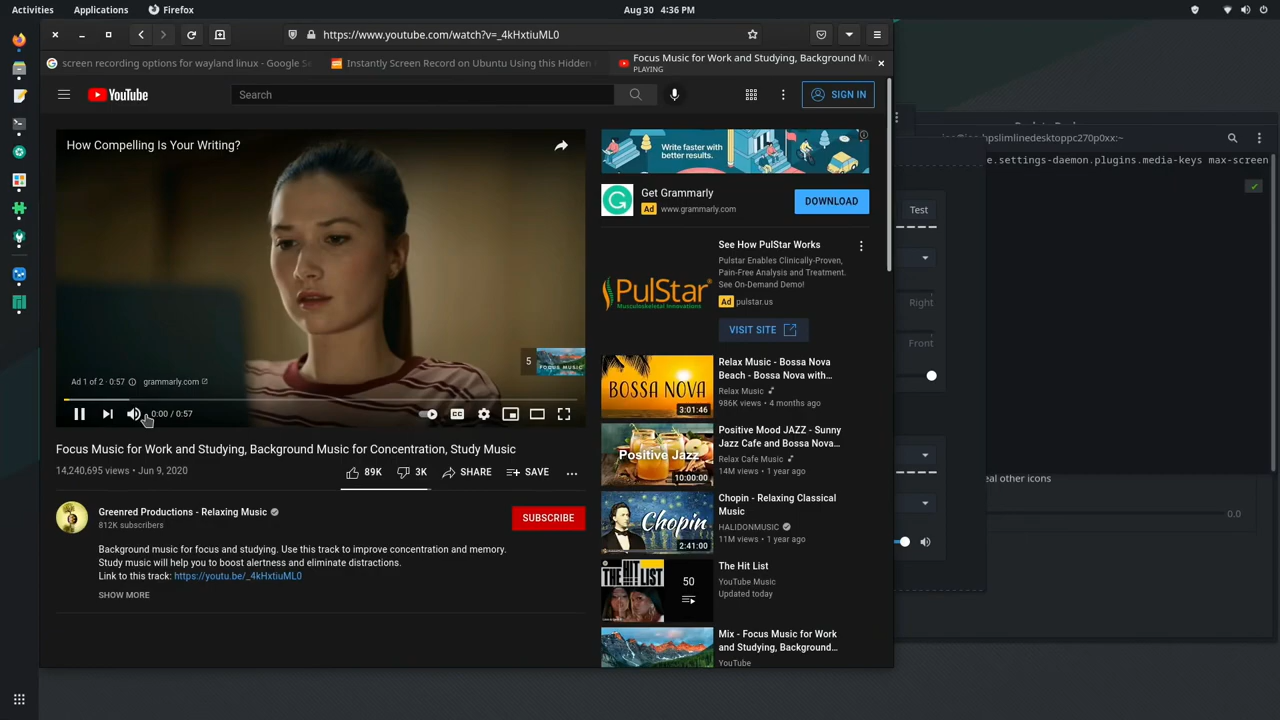 Activities
Applications
Firefox
Aug 30 4:36 PM
https://www.youtube.com/watch?v=_4kHxtiuML0
screen recording options for wayland linux - Google S
Instantly Screen Record on Ubuntu Using this Hidden
Focus Music for Work and Studying, Background M
PLAYING
YouTube
Search
SIGN IN
How Compelling Is Your Writing?
5
FOCUS MUSIC
Ad 1 of 2 · 0:57
grammarly.com
0:00 / 0:57
CC
Focus Music for Work and Studying, Background Music for Concentration, Study Music
14,240,695 views • Jun 9, 2020
89K
3K
SHARE
SAVE
Greenred Productions - Relaxing Music
812K subscribers
SUBSCRIBE
Background music for focus and studying. Use this track to improve concentration and memory.
Study music will help you to boost alertness and eliminate distractions.
Link to this track: https://youtu.be/_4kHxtiuML0
SHOW MORE
Write faster with
better results.
Get Grammarly
Ad www.grammarly.com
DOWNLOAD
See How PulStar Works
Pulstar Enables Clinically-Proven,
Pain-Free Analysis and Treatment.
See On-Demand Demo!
Ad pulstar.us
VISIT SITE
PulStar
Musculoskeletal Innovations
BOSSA NOVA
3:01:46
Relax Music - Bossa Nova
Beach - Bossa Nova with...
Relax Music
986K views • 4 months ago
Positive Jazz
10:00:00
Positive Mood JAZZ - Sunny
Jazz Cafe and Bossa Nova...
Relax Cafe Music
14M views • 1 year ago
Chopin
2:41:00
Chopin - Relaxing Classical
Music
HALIDONMUSIC
11M views • 1 year ago
THE HIT LIST
50
The Hit List
YouTube Music
Updated today
Mix - Focus Music for Work
and Studying, Background...
YouTube
hpslimlinedesktoppc270p0xx:~
e.settings-daemon.plugins.media-keys max-screen
Test
Right
Front
eal other icons
0.0